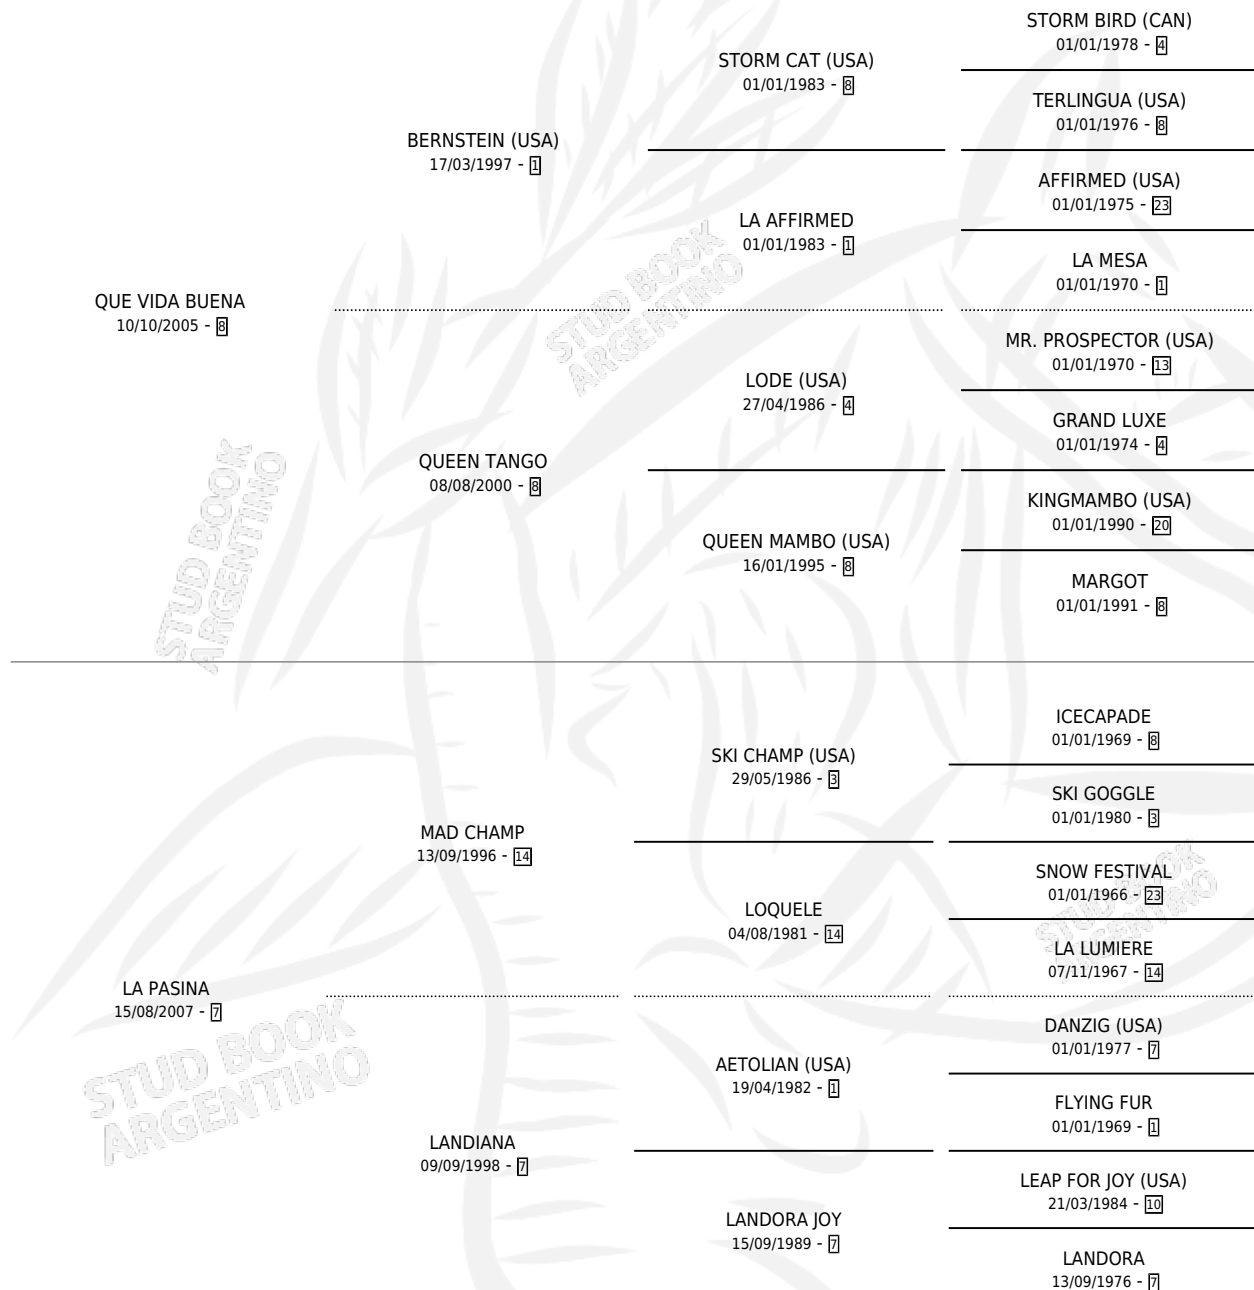 STORM BIRD (CAN)
01/01/1978 - 4
STORM CAT (USA)
01/01/1983 - 8
TERLINGUA (USA)
01/01/1976 - 8
BERNSTEIN (USA)
17/03/1997 - 1
AFFIRMED (USA)
01/01/1975 - 23
LA AFFIRMED
01/01/1983 - 1
LA MESA
01/01/1970 - 1
QUE VIDA BUENA
10/10/2005 - 8
MR. PROSPECTOR (USA)
01/01/1970 - 13
LODE (USA)
27/04/1986 - 4
GRAND LUXE
01/01/1974 - 4
QUEEN TANGO
08/08/2000 - 8
KINGMAMBO (USA)
01/01/1990 - 20
QUEEN MAMBO (USA)
16/01/1995 - 8
MARGOT
01/01/1991 - 8
STUD BOOK
ARGENTINO
STUD BOOK
ARGENTINO
ICECAPADE
01/01/1969 - 8
SKI CHAMP (USA)
29/05/1986 - 3
SKI GOGGLE
01/01/1980 - 3
MAD CHAMP
13/09/1996 - 14
SNOW FESTIVAL
01/01/1966 - 23
LOQUELE
04/08/1981 - 14
LA LUMIERE
07/11/1967 - 14
STUD BOOK
ARGENTINO
LA PASINA
15/08/2007 - 7
DANZIG (USA)
01/01/1977 - 7
AETOLIAN (USA)
19/04/1982 - 1
FLYING FUR
01/01/1969 - 1
STUD BOOK
ARGENTINO
LANDIANA
09/09/1998 - 7
LEAP FOR JOY (USA)
21/03/1984 - 10
LANDORA JOY
15/09/1989 - 7
LANDORA
13/09/1976 - 7